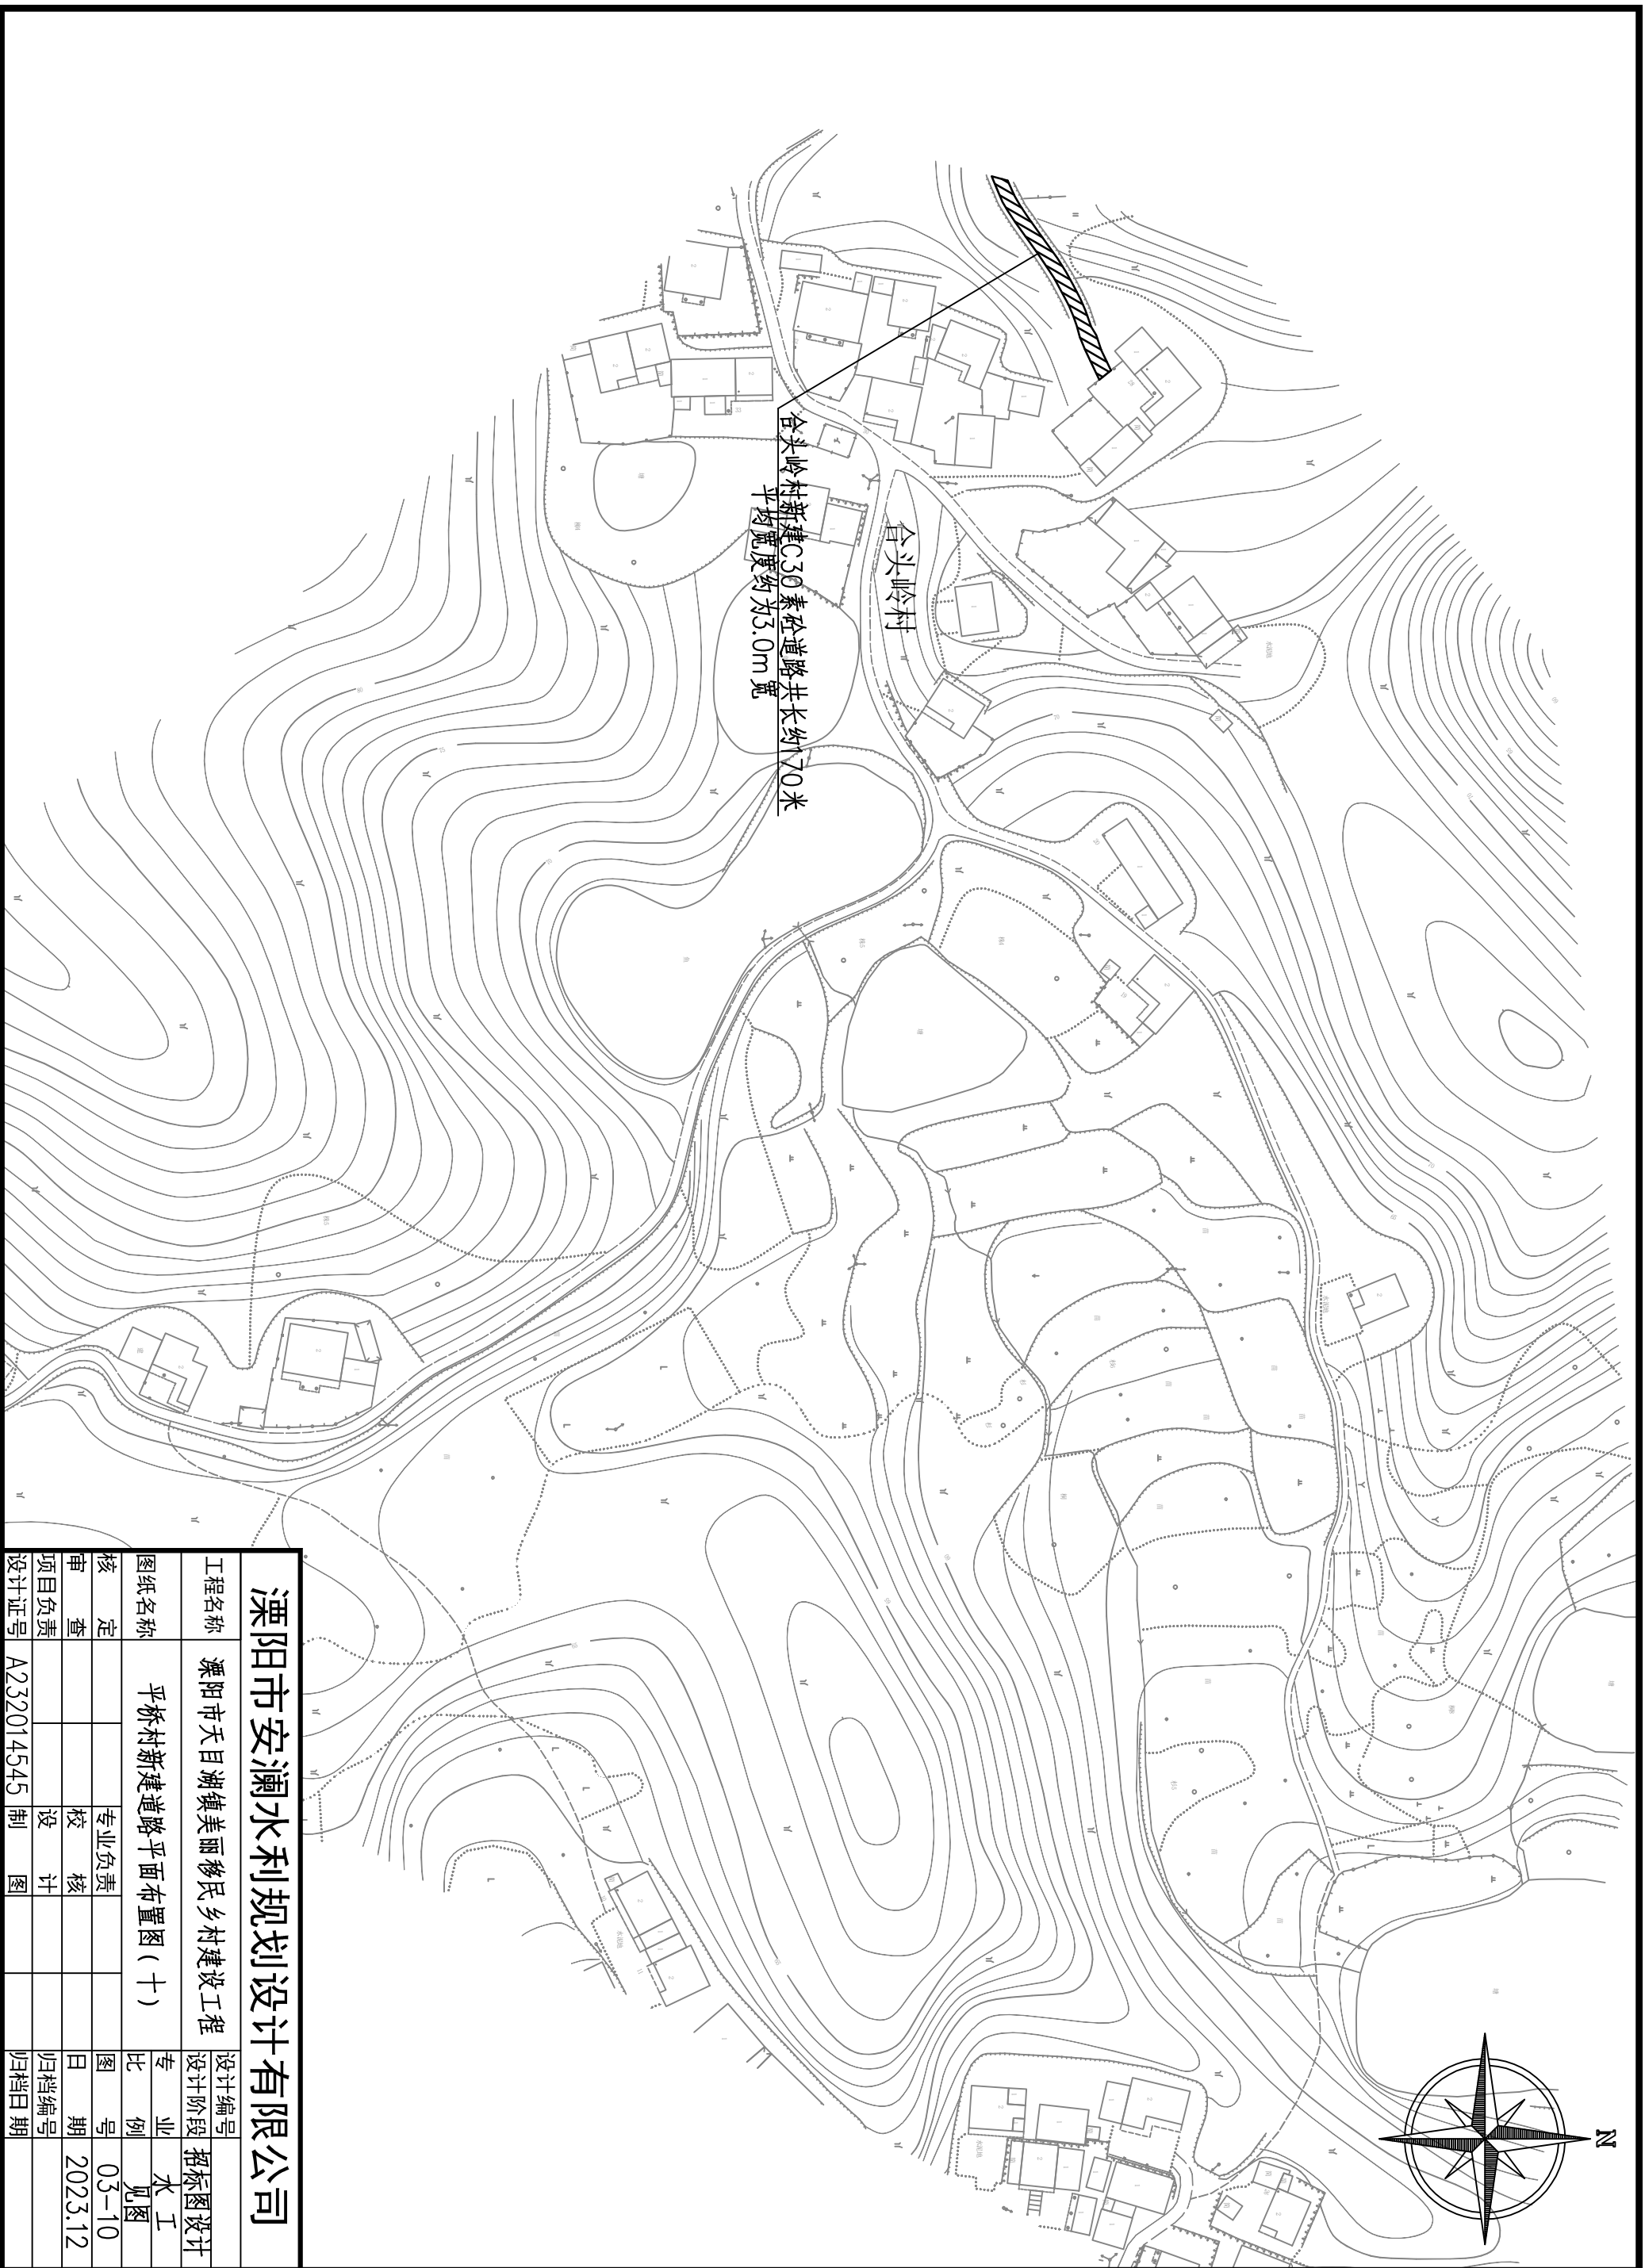 N
合头岭村
合头岭村新建C30素砼道路共长约170米
平均宽度约为3.0m宽
溧阳市安澜水利规划设计有限公司
工程名称 溧阳市天目湖镇美丽移民乡村建设工程 设计编号
设计阶段 招标图设计
图纸名称 平桥村新建道路平面布置图(十) 专业 水工
比例 见图
核定 专业负责 图号 03-10
审查 校核 日期 2023.12
项目负责 设计 归档编号
设计证号 A232014545 制图 归档日期